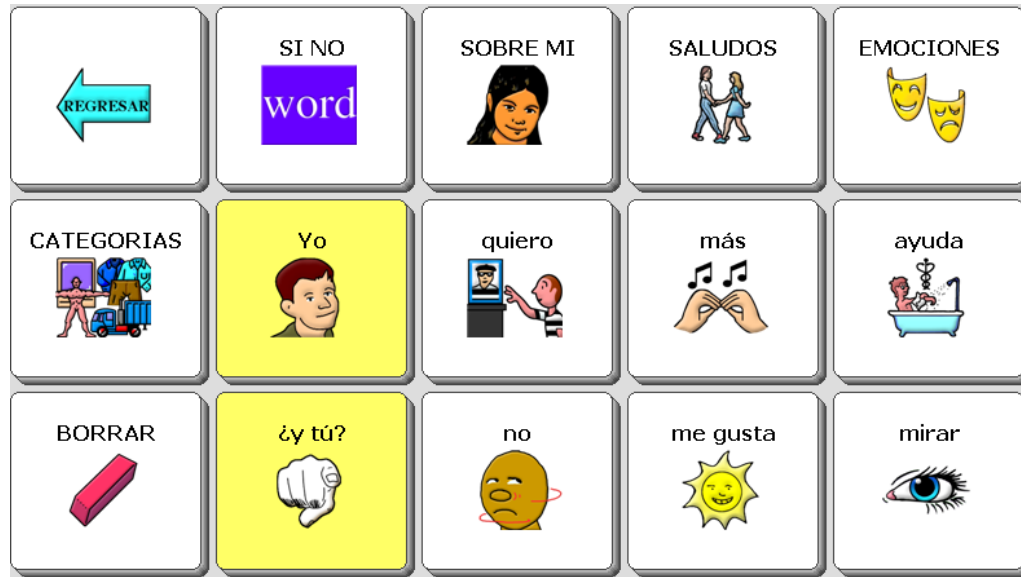 REGRESAR
SI NO
word
SOBRE MI
SALUDOS
EMOCIONES
CATEGORIAS
Yo
quiero
más
ayuda
BORRAR
¿y tú?
no
me gusta
mirar